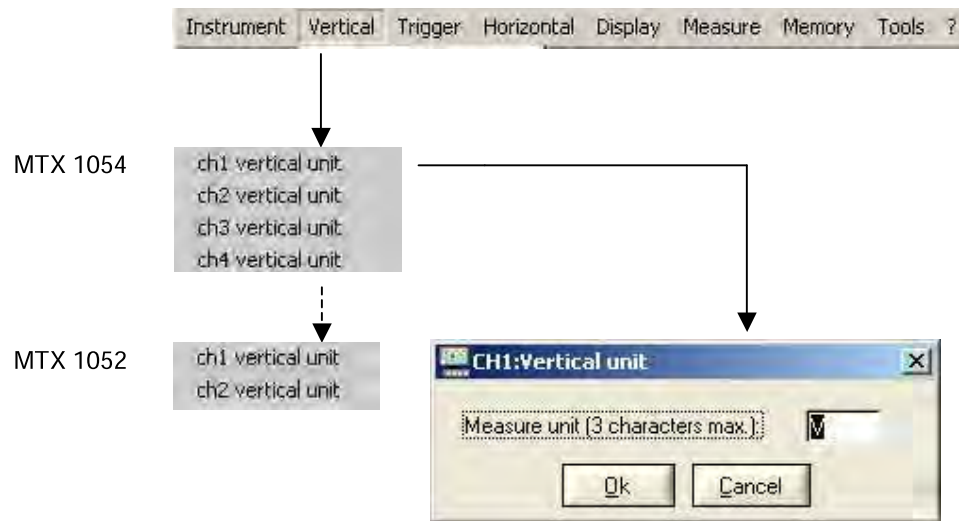 Instrument Vertical Trigger Horizontal Display Measure Memory Tools ?
MTX 1054
ch1 vertical unit
ch2 vertical unit
ch3 vertical unit
ch4 vertical unit
MTX 1052
ch1 vertical unit
ch2 vertical unit
CH1:Vertical unit
Measure unit (3 characters max.): V
Ok Cancel